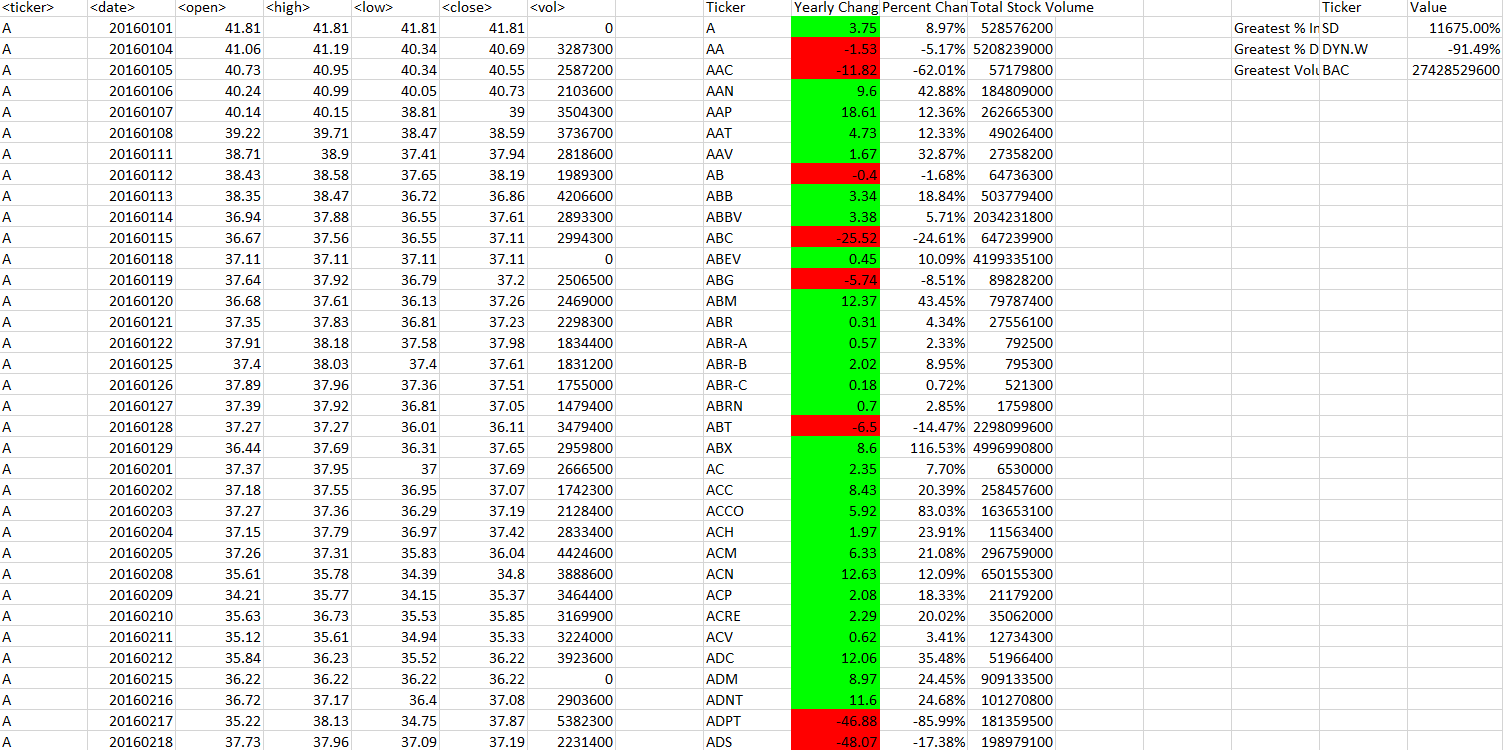 <ticker> <date> <open> <high> <low> <close> <vol> Ticker Yearly Chang Percent Chan Total Stock Volume Ticker Value
A 20160101 41.81 41.81 41.81 41.81 0 A 3.75 8.97% 528576200 Greatest % In SD 11675.00%
A 20160104 41.06 41.19 40.34 40.69 3287300 AA -1.53 -5.17% 5208239000 Greatest % D DYN.W -91.49%
A 20160105 40.73 40.95 40.34 40.55 2587200 AAC -11.82 -62.01% 57179800 Greatest Volu BAC 27428529600
A 20160106 40.24 40.99 40.05 40.73 2103600 AAN 9.6 42.88% 184809000
A 20160107 40.14 40.15 38.81 39 3504300 AAP 18.61 12.36% 262665300
A 20160108 39.22 39.71 38.47 38.59 3736700 AAT 4.73 12.33% 49026400
A 20160111 38.71 38.9 37.41 37.94 2818600 AAV 1.67 32.87% 27358200
A 20160112 38.43 38.58 37.65 38.19 1989300 AB -0.4 -1.68% 64736300
A 20160113 38.35 38.47 36.72 36.86 4206600 ABB 3.34 18.84% 503779400
A 20160114 36.94 37.88 36.55 37.61 2893300 ABBV 3.38 5.71% 2034231800
A 20160115 36.67 37.56 36.55 37.11 2994300 ABC -25.52 -24.61% 647239900
A 20160118 37.11 37.11 37.11 37.11 0 ABEV 0.45 10.09% 4199335100
A 20160119 37.64 37.92 36.79 37.2 2506500 ABG -5.74 -8.51% 89828200
A 20160120 36.68 37.61 36.13 37.26 2469000 ABM 12.37 43.45% 79787400
A 20160121 37.35 37.83 36.81 37.23 2298300 ABR 0.31 4.34% 27556100
A 20160122 37.91 38.18 37.58 37.98 1834400 ABR-A 0.57 2.33% 792500
A 20160125 37.4 38.03 37.4 37.61 1831200 ABR-B 2.02 8.95% 795300
A 20160126 37.89 37.96 37.36 37.51 1755000 ABR-C 0.18 0.72% 521300
A 20160127 37.39 37.92 36.81 37.05 1479400 ABRN 0.7 2.85% 1759800
A 20160128 37.27 37.27 36.01 36.11 3479400 ABT -6.5 -14.47% 2298099600
A 20160129 36.44 37.69 36.31 37.65 2959800 ABX 8.6 116.53% 4996990800
A 20160201 37.37 37.95 37 37.69 2666500 AC 2.35 7.70% 6530000
A 20160202 37.18 37.55 36.95 37.07 1742300 ACC 8.43 20.39% 258457600
A 20160203 37.27 37.36 36.29 37.19 2128400 ACCO 5.92 83.03% 163653100
A 20160204 37.15 37.79 36.97 37.42 2833400 ACH 1.97 23.91% 11563400
A 20160205 37.26 37.31 35.83 36.04 4424600 ACM 6.33 21.08% 296759000
A 20160208 35.61 35.78 34.39 34.8 3888600 ACN 12.63 12.09% 650155300
A 20160209 34.21 35.77 34.15 35.37 3464400 ACP 2.08 18.33% 21179200
A 20160210 35.63 36.73 35.53 35.85 3169900 ACRE 2.29 20.02% 35062000
A 20160211 35.12 35.61 34.94 35.33 3224000 ACV 0.62 3.41% 12734300
A 20160212 35.84 36.23 35.52 36.22 3923600 ADC 12.06 35.48% 51966400
A 20160215 36.22 36.22 36.22 36.22 0 ADM 8.97 24.45% 909133500
A 20160216 36.72 37.17 36.4 37.08 2903600 ADNT 11.6 24.68% 101270800
A 20160217 35.22 38.13 34.75 37.87 5382300 ADPT -46.88 -85.99% 181359500
A 20160218 37.73 37.96 37.09 37.19 2231400 ADS -48.07 -17.38% 198979100